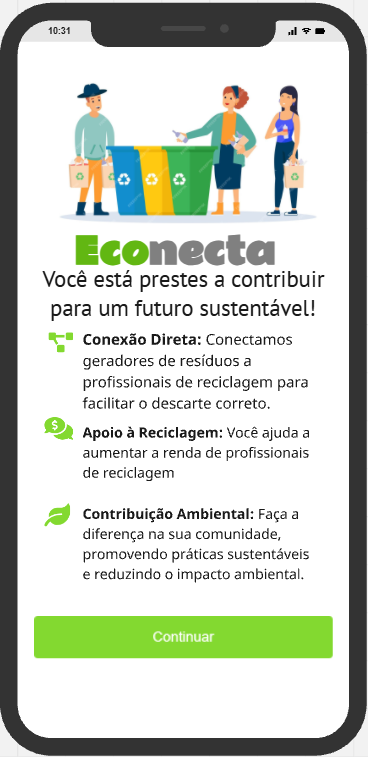 10:31
Econecta
Você está prestes a contribuir
para um futuro sustentável!
Conexão Direta: Conectamos
geradores de resíduos a
profissionais de reciclagem para
facilitar o descarte correto.
Apoio à Reciclagem: Você ajuda a
aumentar a renda de profissionais
de reciclagem
Contribuição Ambiental: Faça a
diferença na sua comunidade,
promovendo práticas sustentáveis
e reduzindo o impacto ambiental.
Continuar